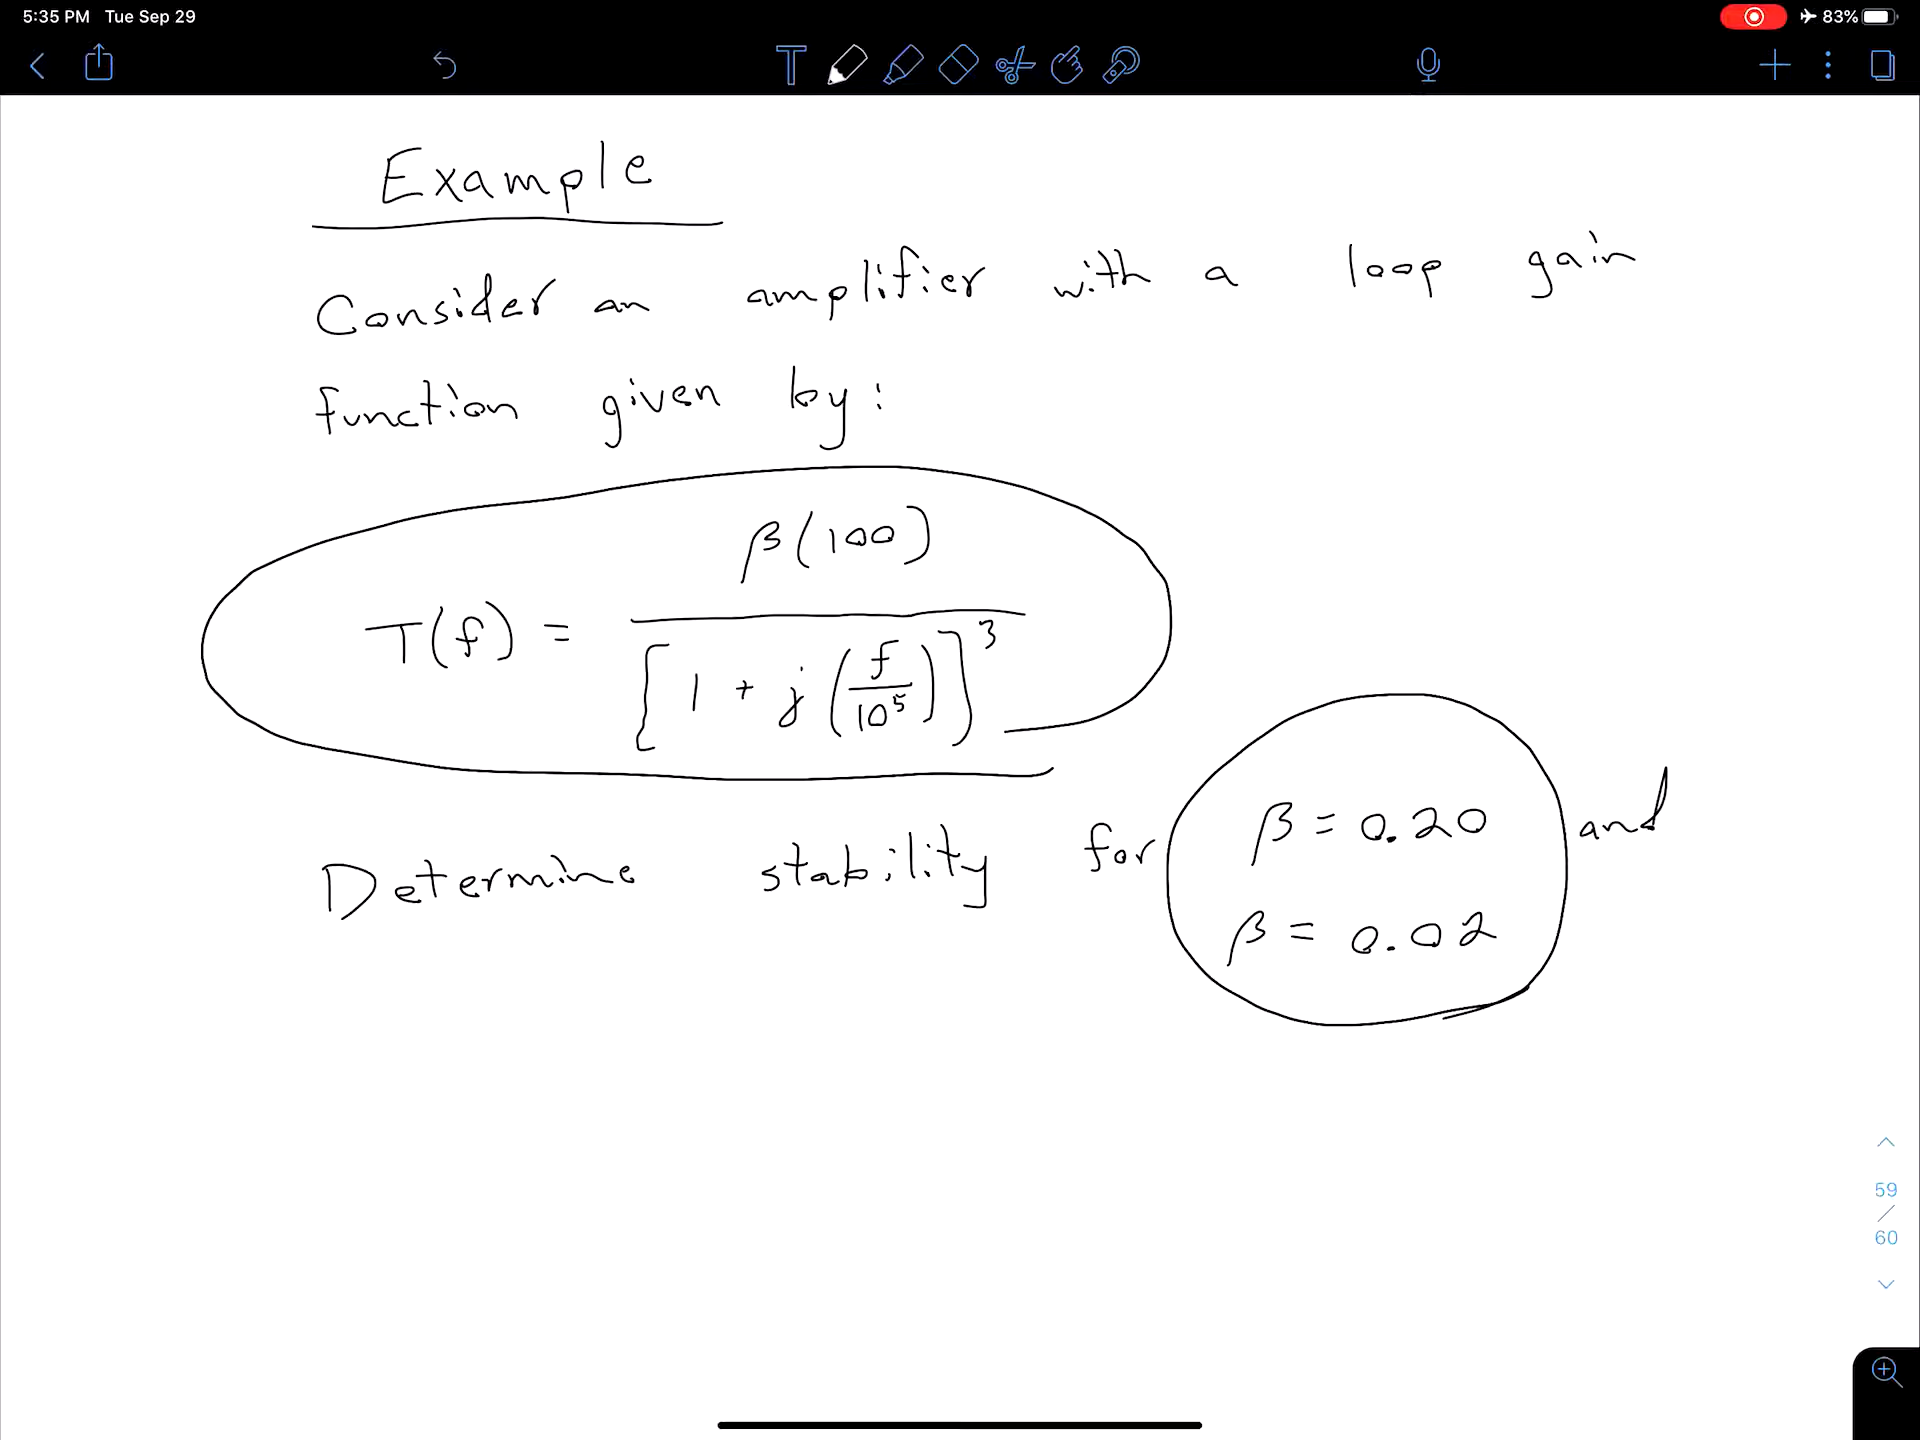 5:35 PM Tue Sep 29
83%
T
Example
Consider an amplifier with a loop gain
function given by:
β(100)
T(f) = 
[1 + j(f/10⁵)]³
Determine stability for β = 0.20 and
β = 0.02
59
/
60